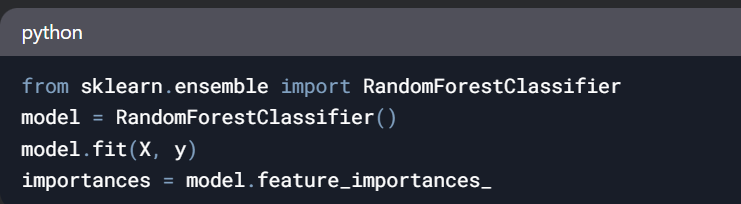 python
from sklearn.ensemble import RandomForestClassifier
model = RandomForestClassifier()
model.fit(X, y)
importances = model.feature_importances_